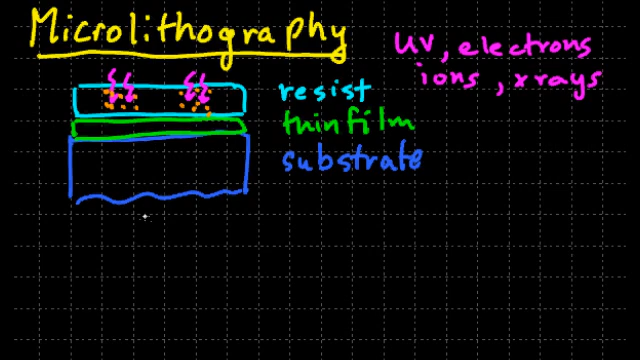 Microlithography
UV, electrons
ions, xrays
resist
thin film
substrate